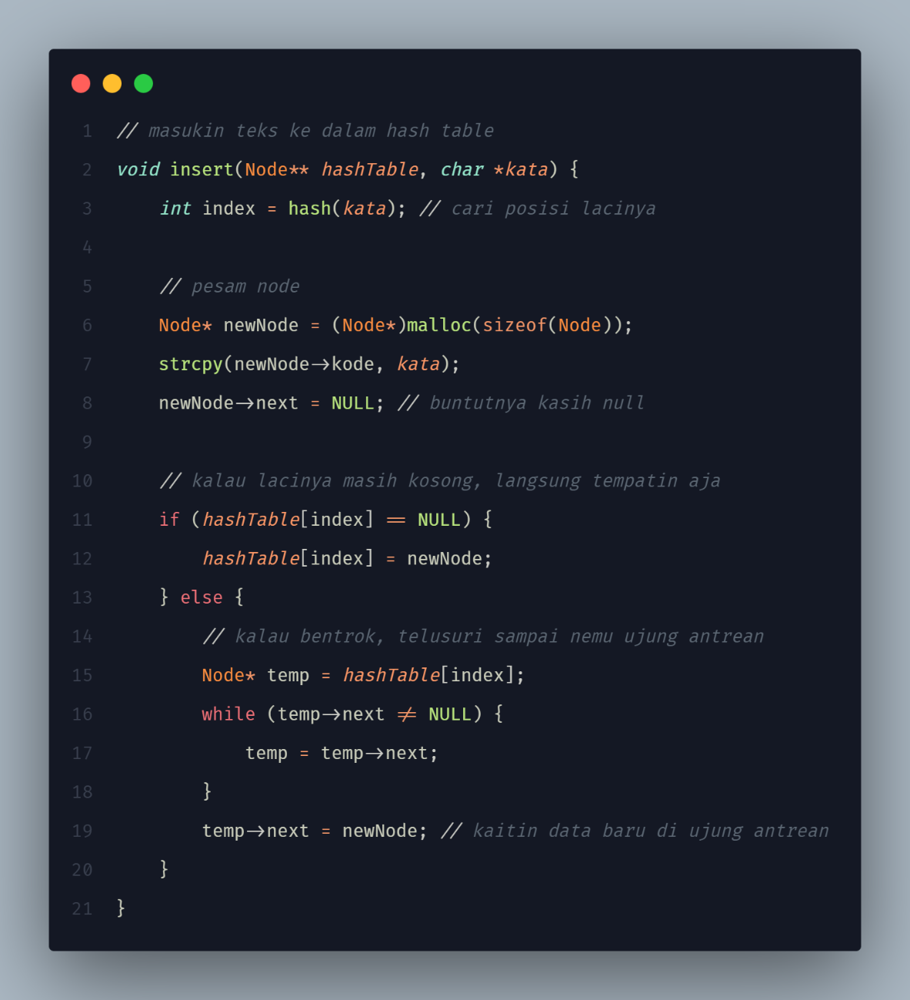 1 // masukin teks ke dalam hash table
2 void insert(Node** hashTable, char *kata) {
3     int index = hash(kata); // cari posisi lacinya
4
5     // pesam node
6     Node* newNode = (Node*)malloc(sizeof(Node));
7     strcpy(newNode->kode, kata);
8     newNode->next = NULL; // buntutnya kasih null
9
10     // kalau lacinya masih kosong, langsung tempatin aja
11     if (hashTable[index] == NULL) {
12         hashTable[index] = newNode;
13     } else {
14         // kalau bentrok, telusuri sampai nemu ujung antrean
15         Node* temp = hashTable[index];
16         while (temp->next != NULL) {
17             temp = temp->next;
18         }
19         temp->next = newNode; // kaitin data baru di ujung antrean
20     }
21 }